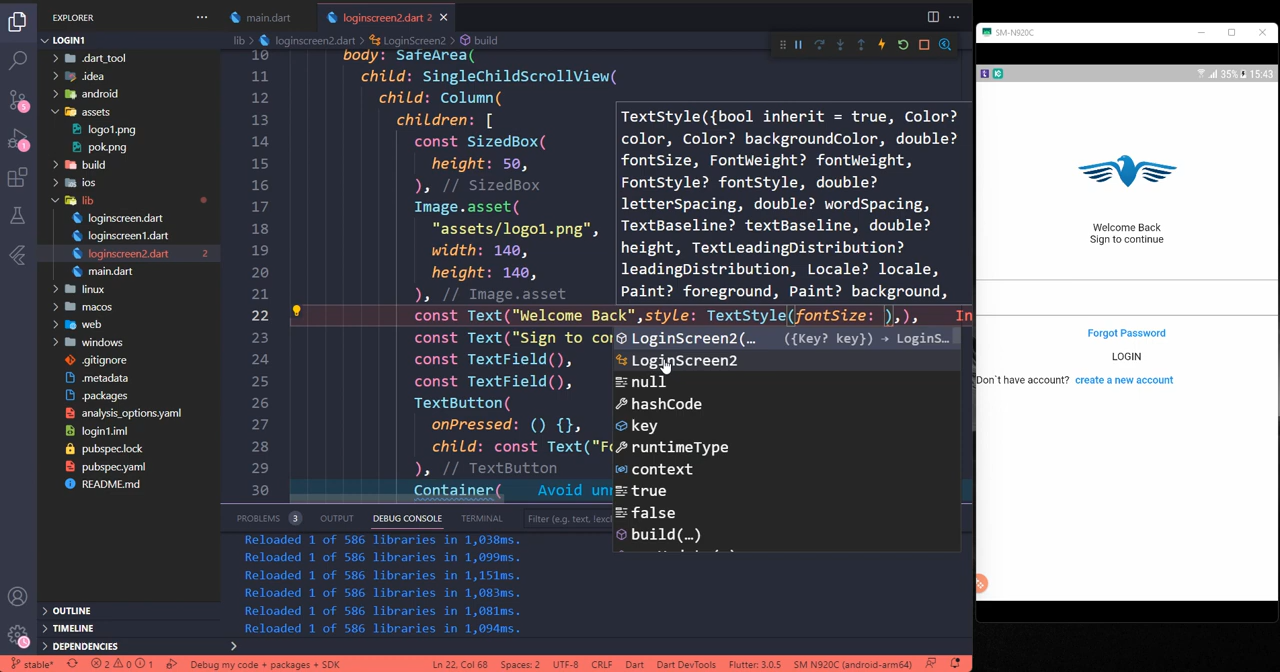 EXPLORER
LOGIN1
.dart_tool
.idea
android
assets
logo1.png
pok.png
build
ios
lib
loginscreen.dart
loginscreen1.dart
loginscreen2.dart 2
main.dart
linux
macos
web
windows
.gitignore
.metadata
.packages
analysis_options.yaml
login1.iml
pubspec.lock
pubspec.yaml
README.md
OUTLINE
TIMELINE
DEPENDENCIES
5
1
main.dart
loginscreen2.dart 2
lib > loginscreen2.dart > LoginScreen2 > build
10 body: SafeArea(
11 child: SingleChildScrollView(
12 child: Column(
13 children: [
14 const SizedBox(
15 height: 50,
16 ), // SizedBox
17 Image.asset(
18 "assets/logo1.png",
19 width: 140,
20 height: 140,
21 ), // Image.asset
22 const Text("Welcome Back",style: TextStyle(fontSize: ),), In
23 const Text("Sign to co
24 const TextField(),
25 const TextField(),
26 TextButton(
27 onPressed: () {},
28 child: const Text("Fo
29 ), // TextButton
30 Container( Avoid un
TextStyle({bool inherit = true, Color?
color, Color? backgroundColor, double?
fontSize, FontWeight? fontWeight,
FontStyle? fontStyle, double?
letterSpacing, double? wordSpacing,
TextBaseline? textBaseline, double?
height, TextLeadingDistribution?
leadingDistribution, Locale? locale,
Paint? foreground, Paint? background,
LoginScreen2(… ({Key? key}) → LoginS…
LoginScreen2
null
hashCode
key
runtimeType
context
true
false
build(…)
PROBLEMS 3 OUTPUT DEBUG CONSOLE TERMINAL Filter (e.g. text, !excl
Reloaded 1 of 586 libraries in 1,038ms.
Reloaded 1 of 586 libraries in 1,099ms.
Reloaded 1 of 586 libraries in 1,151ms.
Reloaded 1 of 586 libraries in 1,083ms.
Reloaded 1 of 586 libraries in 1,081ms.
Reloaded 1 of 586 libraries in 1,094ms.
stable* 2 0 1 Debug my code + packages + SDK Ln 22, Col 68 Spaces: 2 UTF-8 CRLF Dart Dart DevTools Flutter: 3.0.5 SM N920C (android-arm64)
SM-N920C
35% 15:43
Welcome Back
Sign to continue
Forgot Password
LOGIN
Don`t have account? create a new account